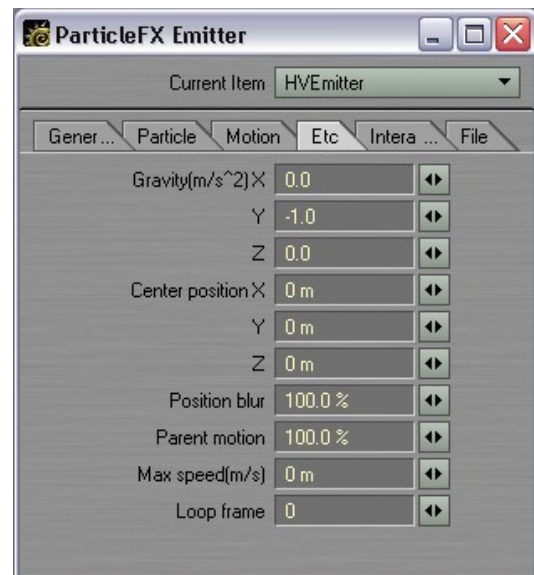 ParticleFX Emitter
Current Item HVEmitter
Gener... Particle Motion Etc Intera ... File
Gravity(m/s^2) X 0.0
Y -1.0
Z 0.0
Center position X 0 m
Y 0 m
Z 0 m
Position blur 100.0 %
Parent motion 100.0 %
Max speed(m/s) 0 m
Loop frame 0